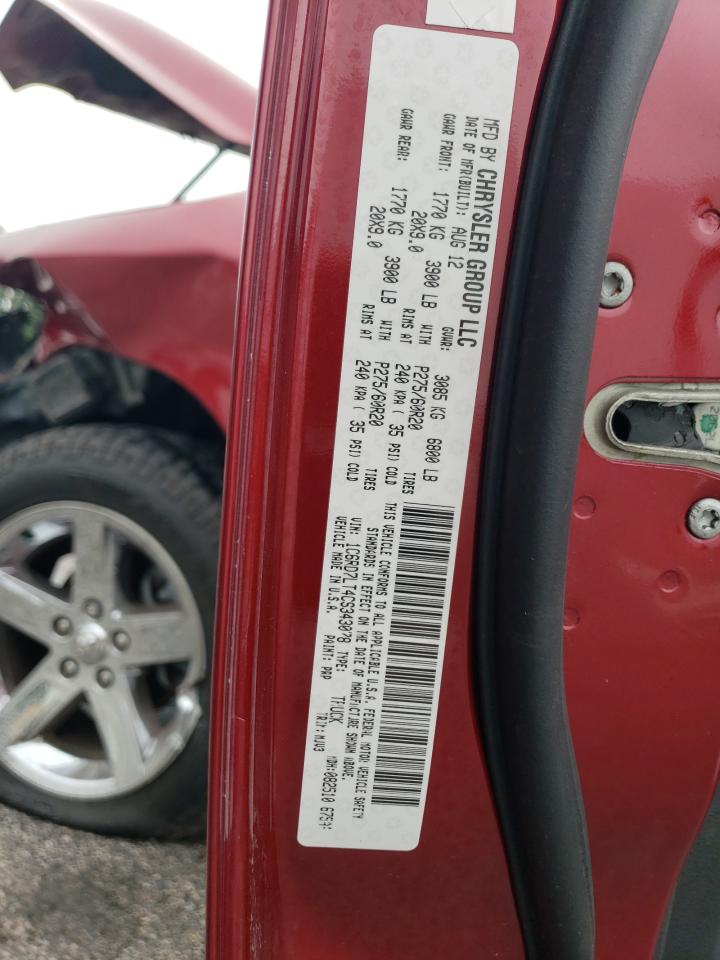 MFD BY CHRYSLER GROUP LLC
DATE OF MFR(BUILT): AUG 12 GVWR: 3085 KG 6800 LB
GAWR FRONT: 1770 KG 3900 LB WITH P275/60R20 TIRES
20X9.0 RIMS AT 240 KPA ( 35 PSI) COLD
GAWR REAR: 1770 KG 3900 LB WITH P275/60R20 TIRES
20X9.0 RIMS AT 240 KPA ( 35 PSI) COLD
THIS VEHICLE CONFORMS TO ALL APPLICABLE U.S.A. FEDERAL MOTOR VEHICLE SAFETY
STANDARDS IN EFFECT ON THE DATE OF MANUFACTURE SHOWN ABOVE.
VIN: 1C6RD7LT4CS343078 TYPE: TRUCK
VEHICLE MADE IN U.S.A. PAINT: PRP TRIM: MJV3 MDH:082510